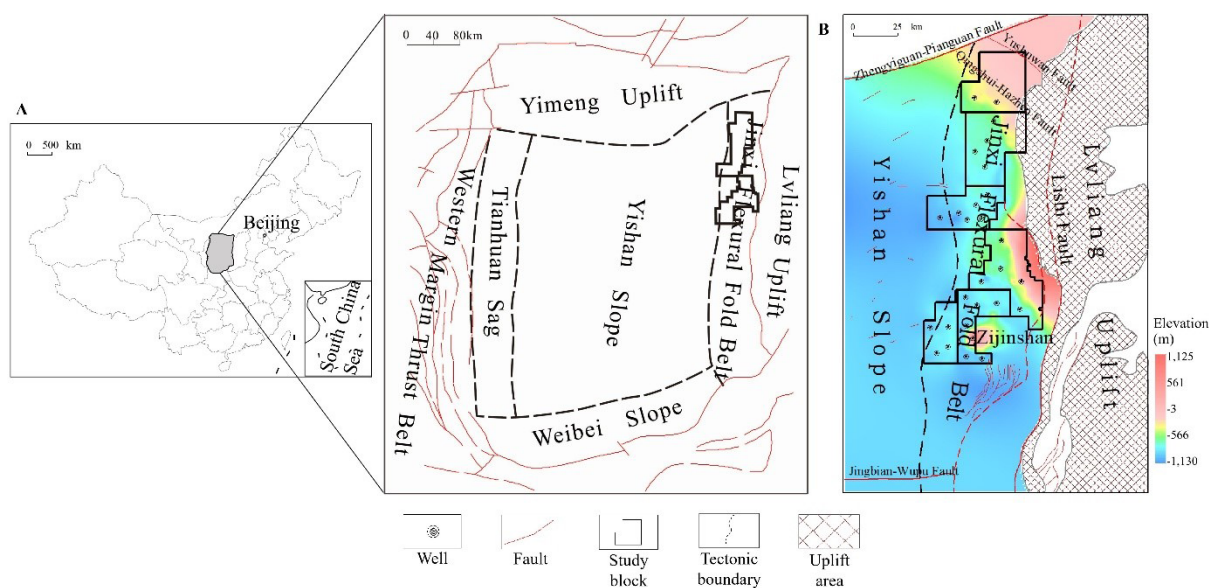 A
0 500 km
Beijing
South China
Sea
0 40 80km
Yimeng Uplift
Western Margin Thrust Belt
Tianhuan Sag
Yishan
Slope
Jinxi Flexural Fold Belt
Lvliang Uplift
Weibei Slope
B
0 25 km
Zhengyiguan-Pianguan Fault
Yushuwan Fault
Qingshui-Hazhen Fault
Yishan Slope
Jinxi
Flexural
Fold
Belt
Lishi Fault
Lvliang
Uplift
Zijinshan
Jingbian-Wupu Fault
Elevation
(m)
1,125
561
-3
-566
-1,130
Well
Fault
Study
block
Tectonic
boundary
Uplift
area